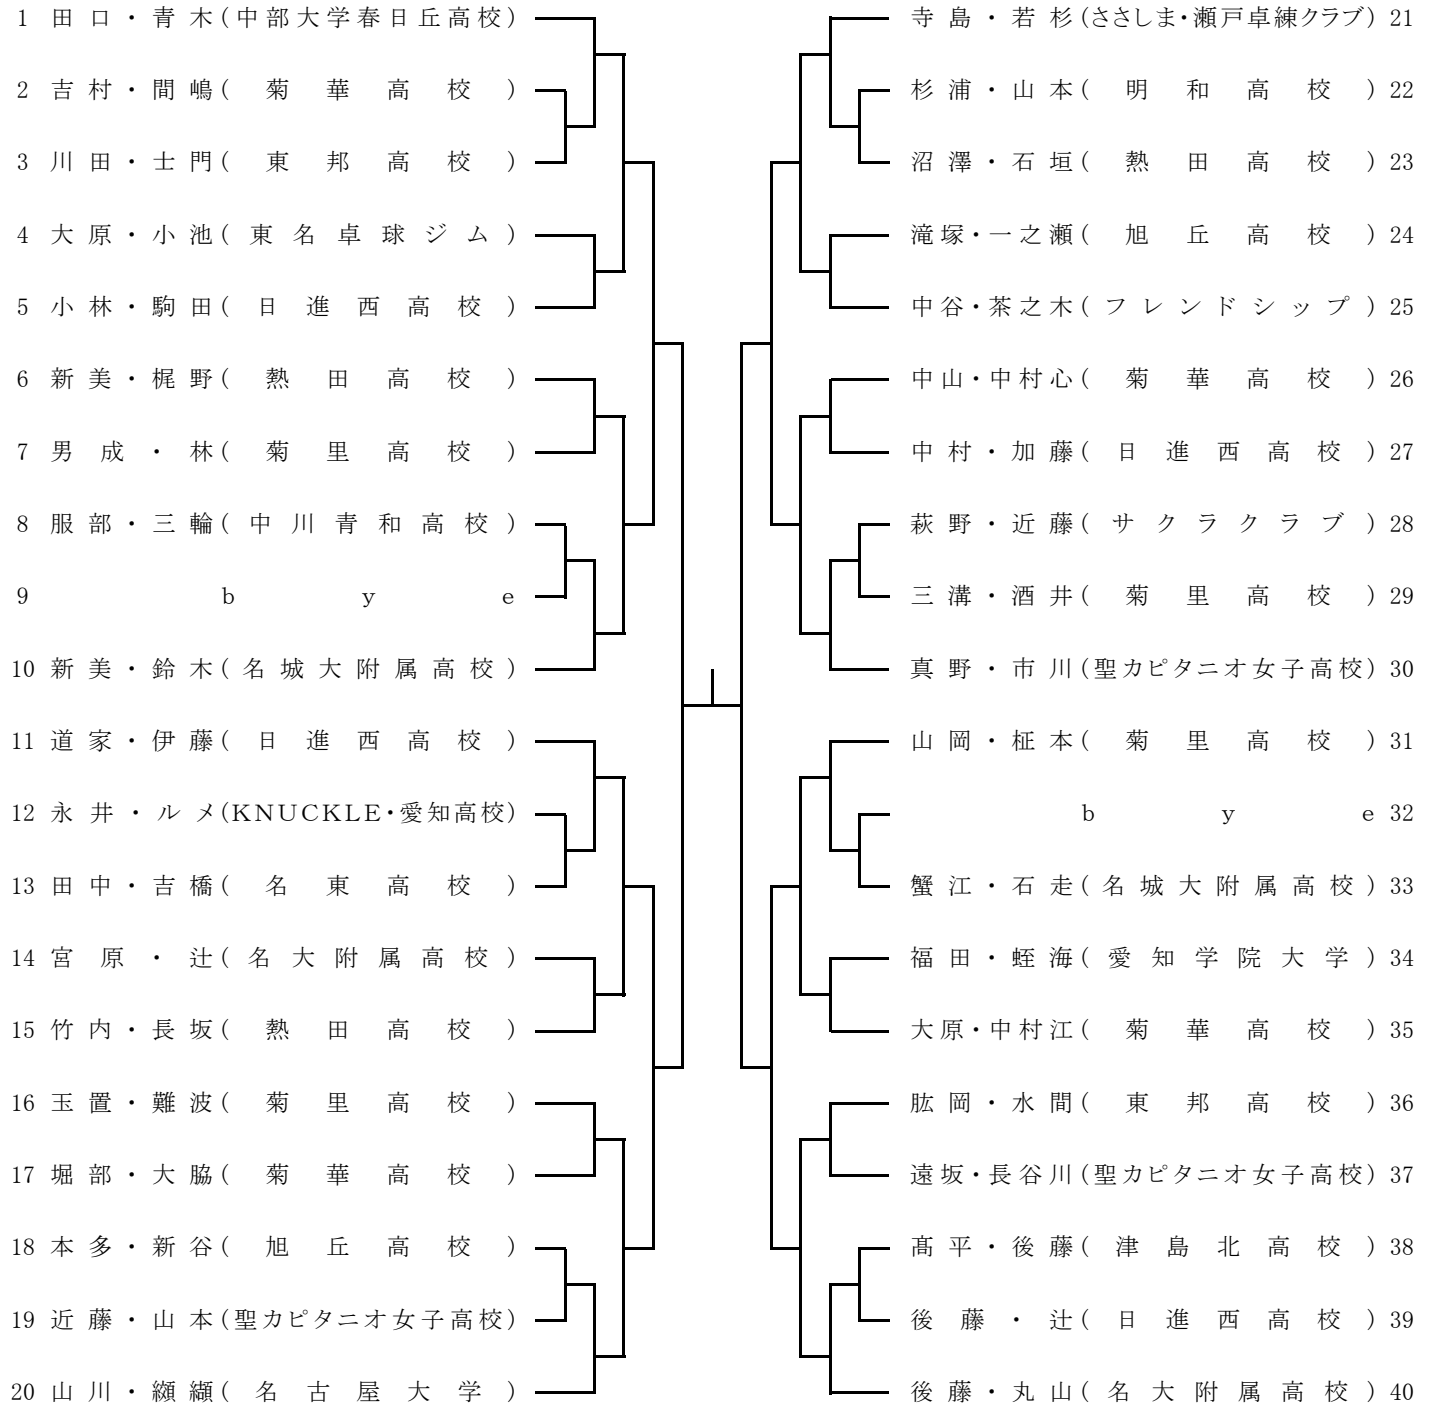 1 田口・青木(中部大学春日丘高校)
2 吉村・間嶋(菊華高校)
3 川田・士門(東邦高校)
4 大原・小池(東名卓球ジム)
5 小林・駒田(日進西高校)
6 新美・梶野(熱田高校)
7 男成・林(菊里高校)
8 服部・三輪(中川青和高校)
9 bye
10 新美・鈴木(名城大附属高校)
11 道家・伊藤(日進西高校)
12 永井・ルメ(KNUCKLE・愛知高校)
13 田中・吉橋(名東高校)
14 宮原・辻(名大附属高校)
15 竹内・長坂(熱田高校)
16 玉置・難波(菊里高校)
17 堀部・大脇(菊華高校)
18 本多・新谷(旭丘高校)
19 近藤・山本(聖カピタニオ女子高校)
20 山川・纐纈(名古屋大学)
寺島・若杉(ささしま・瀬戸卓練クラブ) 21
杉浦・山本(明和高校) 22
沼澤・石垣(熱田高校) 23
滝塚・一之瀬(旭丘高校) 24
中谷・茶之木(フレンドシップ) 25
中山・中村心(菊華高校) 26
中村・加藤(日進西高校) 27
萩野・近藤(サクラクラブ) 28
三溝・酒井(菊里高校) 29
真野・市川(聖カピタニオ女子高校) 30
山岡・柾本(菊里高校) 31
bye 32
蟹江・石走(名城大附属高校) 33
福田・蛭海(愛知学院大学) 34
大原・中村江(菊華高校) 35
肱岡・水間(東邦高校) 36
遠坂・長谷川(聖カピタニオ女子高校) 37
髙平・後藤(津島北高校) 38
後藤・辻(日進西高校) 39
後藤・丸山(名大附属高校) 40